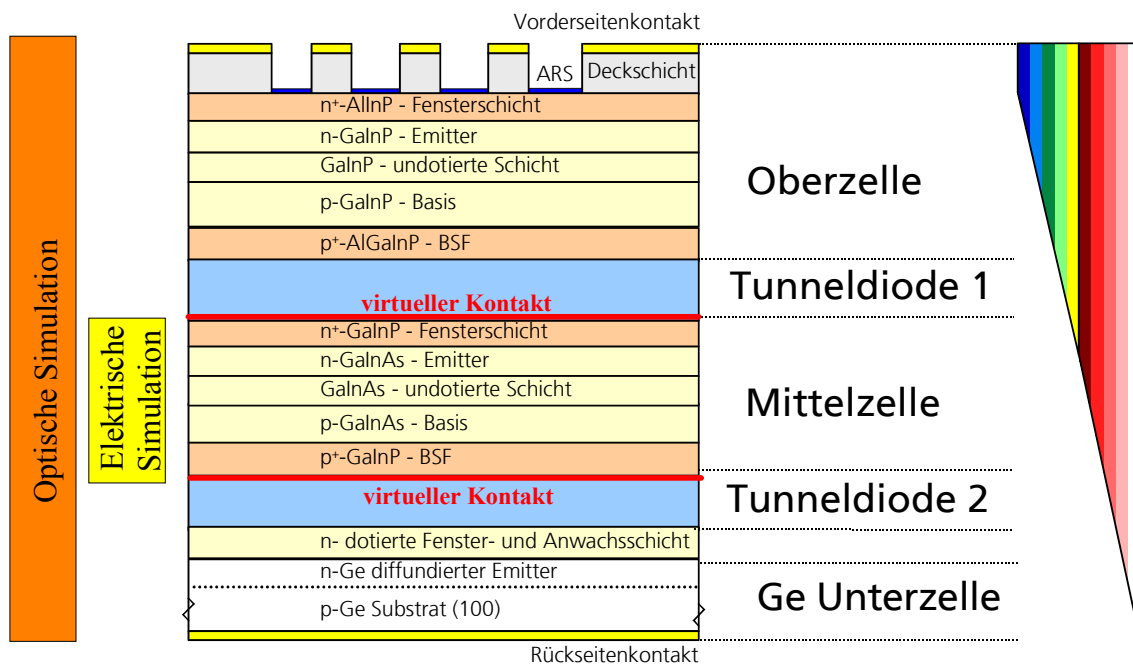 Vorderseitenkontakt
ARS
Deckschicht
n⁺-AlInP - Fensterschicht
n-GaInP - Emitter
GaInP - undotierte Schicht
p-GaInP - Basis
p⁺-AlGaInP - BSF
Oberzelle
virtueller Kontakt
Tunneldiode 1
n⁺-GaInP - Fensterschicht
n-GaInAs - Emitter
GaInAs - undotierte Schicht
p-GaInAs - Basis
p⁺-GaInP - BSF
Mittelzelle
virtueller Kontakt
Tunneldiode 2
n- dotierte Fenster- und Anwachsschicht
n-Ge diffundierter Emitter
p-Ge Substrat (100)
Ge Unterzelle
Rückseitenkontakt
Optische Simulation
Elektrische
Simulation